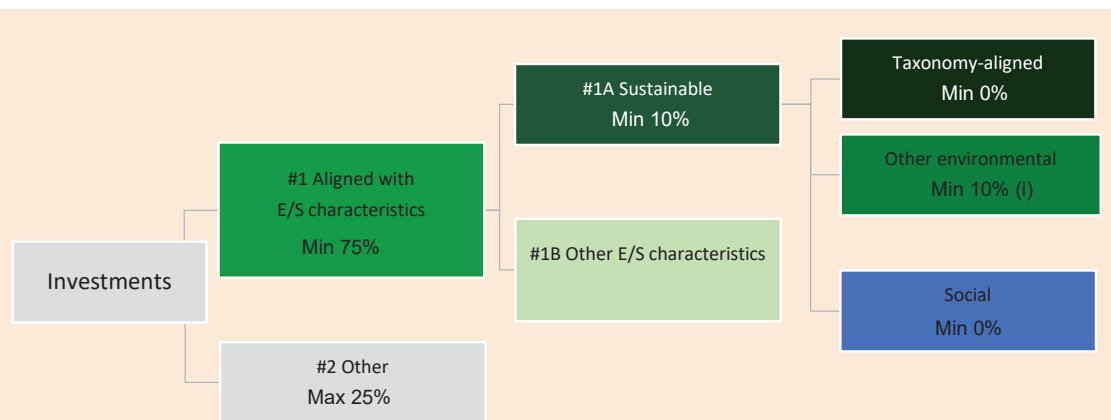 Investments
#1 Aligned with
E/S characteristics
Min 75%
#2 Other
Max 25%
#1A Sustainable
Min 10%
#1B Other E/S characteristics
Taxonomy-aligned
Min 0%
Other environmental
Min 10% (i)
Social
Min 0%